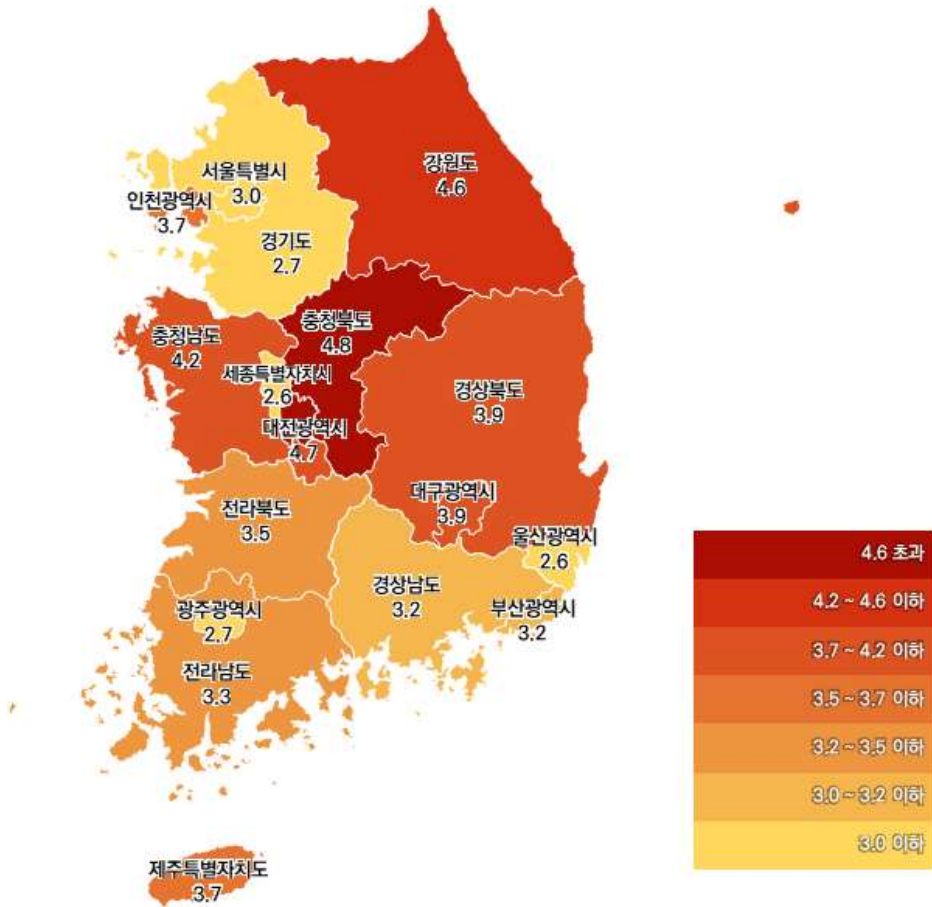 강원도
4.6
서울특별시
3.0
인천광역시
3.7
경기도
2.7
충청북도
4.8
충청남도
4.2
세종특별자치시
2.6
경상북도
3.9
대전광역시
4.7
대구광역시
3.9
전라북도
3.5
울산광역시
2.6
경상남도
3.2
부산광역시
3.2
광주광역시
2.7
전라남도
3.3
제주특별자치도
3.7
4.6 초과
4.2 ~ 4.6 이하
3.7 ~ 4.2 이하
3.5 ~ 3.7 이하
3.2 ~ 3.5 이하
3.0 ~ 3.2 이하
3.0 이하